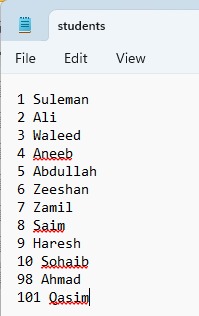 students
File Edit View
1 Suleman
2 Ali
3 Waleed
4 Aneeb
5 Abdullah
6 Zeeshan
7 Zamil
8 Saim
9 Haresh
10 Sohaib
98 Ahmad
101 Qasim